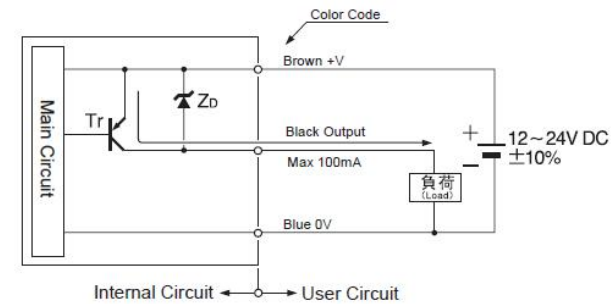 Color Code
Brown +V
Main Circuit
Tr
ZD
Black Output
Max 100mA
+
12～24V DC
±10%
−
負荷
(Load)
Blue 0V
Internal Circuit
User Circuit